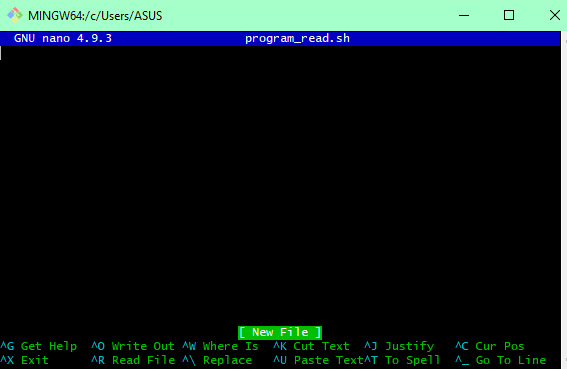 MINGW64:/c/Users/ASUS
GNU nano 4.9.3 program_read.sh
[ New File ]
^G Get Help ^O Write Out ^W Where Is ^K Cut Text ^J Justify ^C Cur Pos
^X Exit ^R Read File ^\ Replace ^U Paste Text^T To Spell ^_ Go To Line